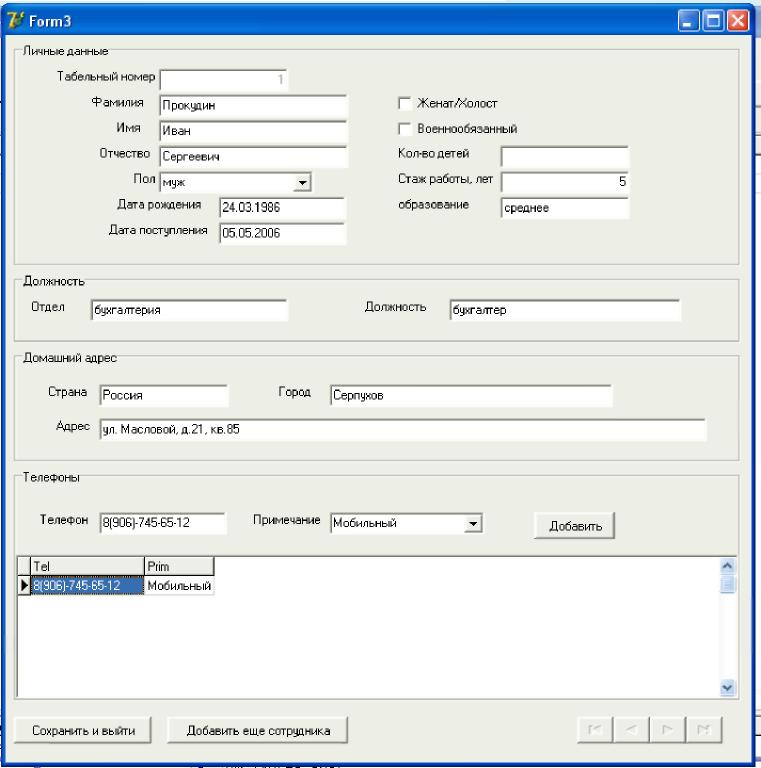 Form3
Личные данные
Табельный номер 1
Фамилия Прокудин
Женат/Холост
Имя Иван
Военнообязанный
Отчество Сергеевич
Кол-во детей
Пол муж
Стаж работы, лет 5
Дата рождения 24.03.1986
образование среднее
Дата поступления 05.05.2006
Должность
Отдел бухгалтерия Должность бухгалтер
Домашний адрес
Страна Россия Город Серпухов
Адрес ул. Масловой, д.21, кв.85
Телефоны
Телефон 8(906)-745-65-12 Примечание Мобильный Добавить
Tel Prim
8(906)-745-65-12 Мобильный
Сохранить и выйти Добавить еще сотрудника